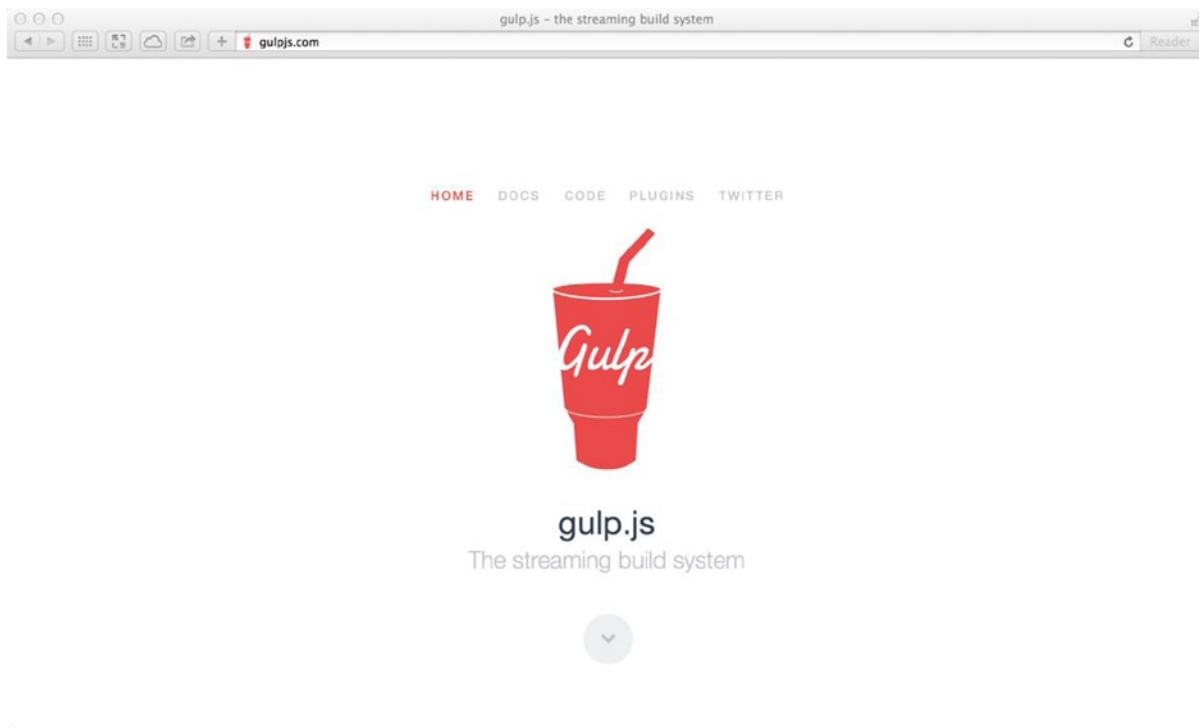 gulp.js – the streaming build system
gulpjs.com
Reader
HOME DOCS CODE PLUGINS TWITTER
Gulp
gulp.js
The streaming build system